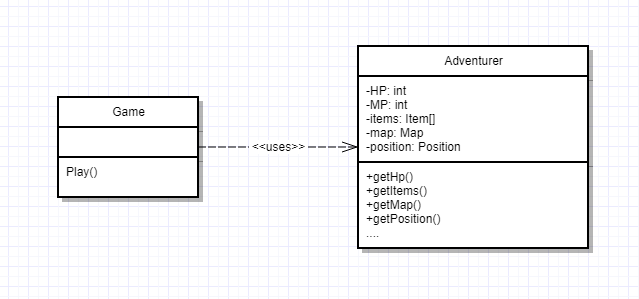 Game
Play()
<<uses>>
Adventurer
-HP: int
-MP: int
-items: Item[]
-map: Map
-position: Position
+getHp()
+getItems()
+getMap()
+getPosition()
....